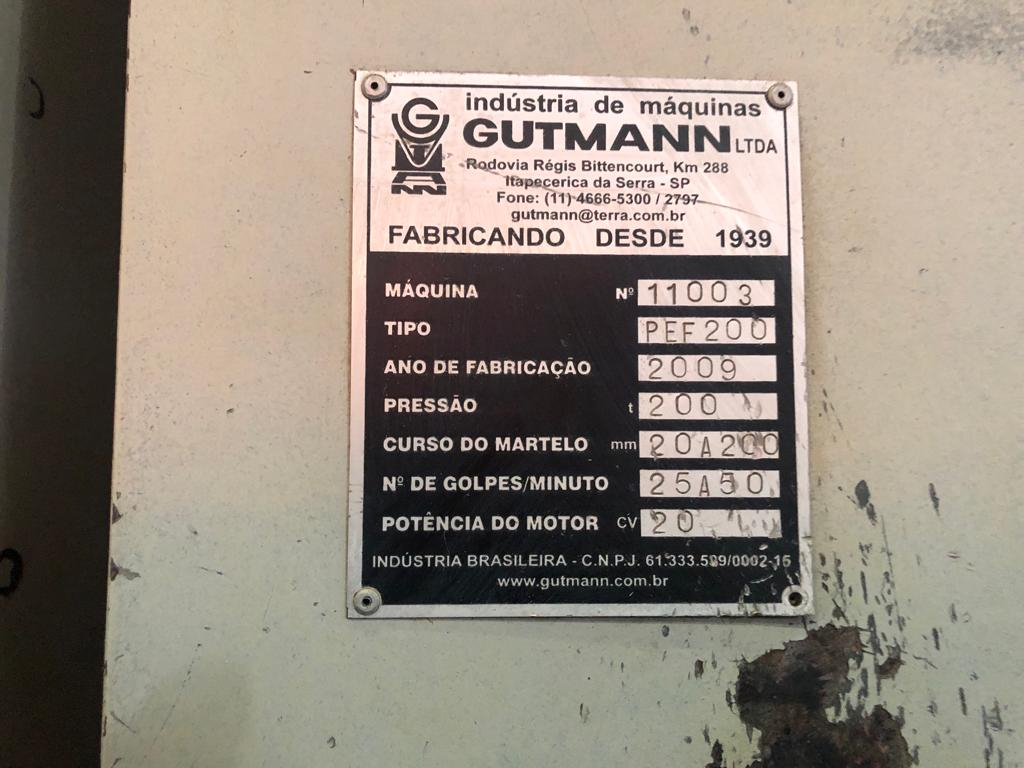 indústria de máquinas
GUTMANN LTDA
Rodovia Régis Bittencourt, Km 288
Itapecerica da Serra - SP
Fone: (11) 4666-5300 / 2797
gutmann@terra.com.br
FABRICANDO DESDE 1939
MÁQUINA Nº 11003
TIPO PEF200
ANO DE FABRICAÇÃO 2009
PRESSÃO t 200
CURSO DO MARTELO mm 20A200
Nº DE GOLPES/MINUTO 25A50
POTÊNCIA DO MOTOR CV 20
INDÚSTRIA BRASILEIRA - C.N.P.J.
www.gutmann.com.br